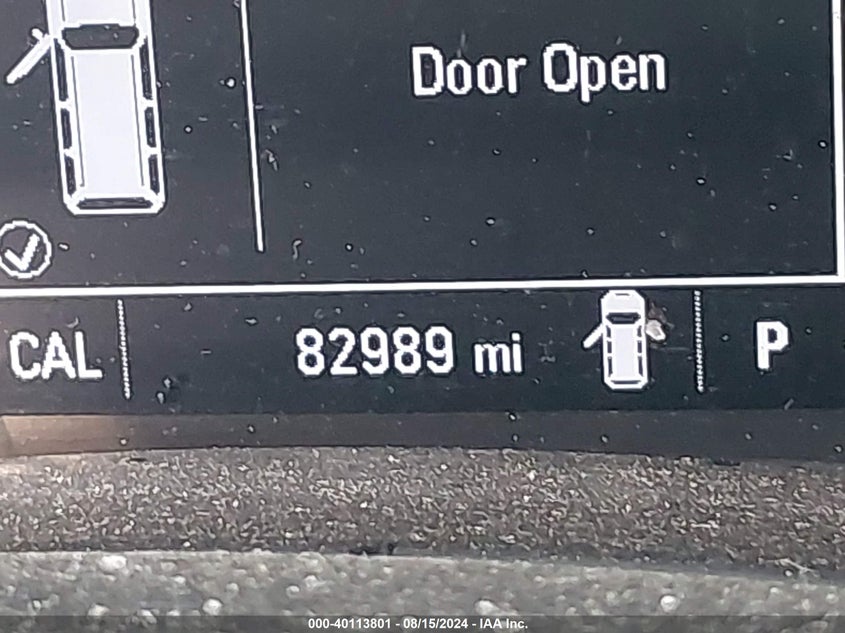 Door Open
CAL 82989 mi P
000-40113801 - 08/15/2024 - IAA Inc.